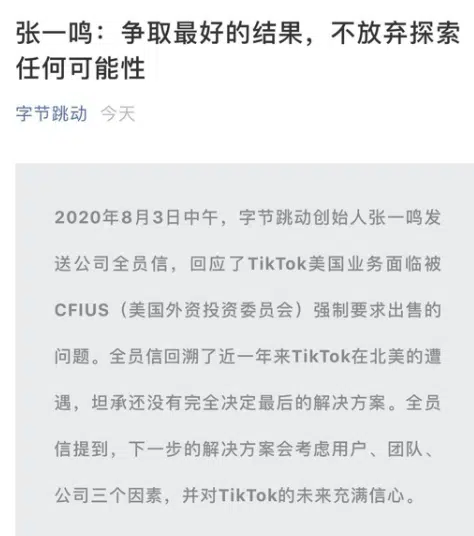 张一鸣：争取最好的结果，不放弃探索
任何可能性
字节跳动 今天
2020年8月3日中午，字节跳动创始人张一鸣发
送公司全员信，回应了TikTok美国业务面临被
CFIUS（美国外资投资委员会）强制要求出售的
问题。全员信回溯了近一年来TikTok在北美的遭
遇，坦承还没有完全决定最后的解决方案。全员
信提到，下一步的解决方案会考虑用户、团队、
公司三个因素，并对TikTok的未来充满信心。